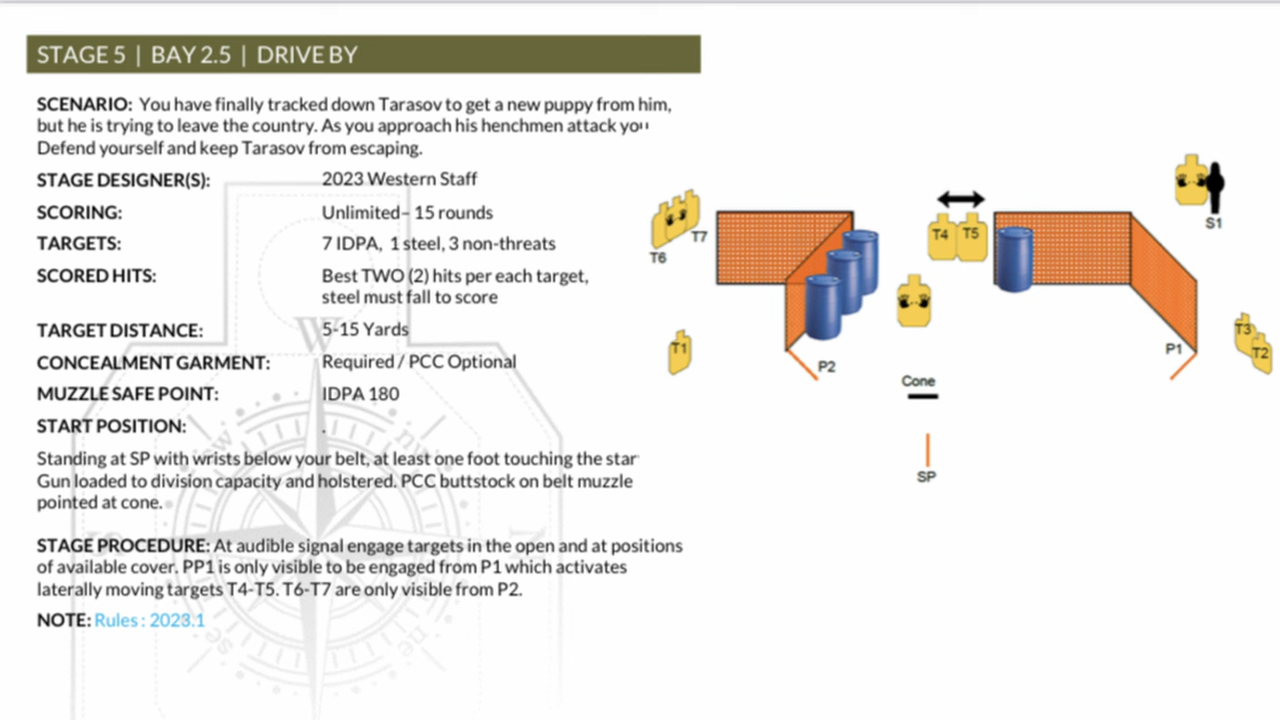 STAGE 5 | BAY 2.5 | DRIVE BY
SCENARIO: You have finally tracked down Tarasov to get a new puppy from him,
but he is trying to leave the country. As you approach his henchmen attack you
Defend yourself and keep Tarasov from escaping.
STAGE DESIGNER(S): 2023 Western Staff
SCORING: Unlimited– 15 rounds
TARGETS: 7 IDPA, 1 steel, 3 non-threats
SCORED HITS: Best TWO (2) hits per each target,
steel must fall to score
TARGET DISTANCE: 5-15 Yards
CONCEALMENT GARMENT: Required / PCC Optional
MUZZLE SAFE POINT: IDPA 180
START POSITION: .
Standing at SP with wrists below your belt, at least one foot touching the star
Gun loaded to division capacity and holstered. PCC buttstock on belt muzzle
pointed at cone.
STAGE PROCEDURE: At audible signal engage targets in the open and at positions
of available cover. PP1 is only visible to be engaged from P1 which activates
laterally moving targets T4-T5. T6-T7 are only visible from P2.
NOTE: Rules : 2023.1
S1
T7
T6
T4
T5
T3
T2
T1
P1
P2
Cone
SP
W
sw
nw
N
se
ne